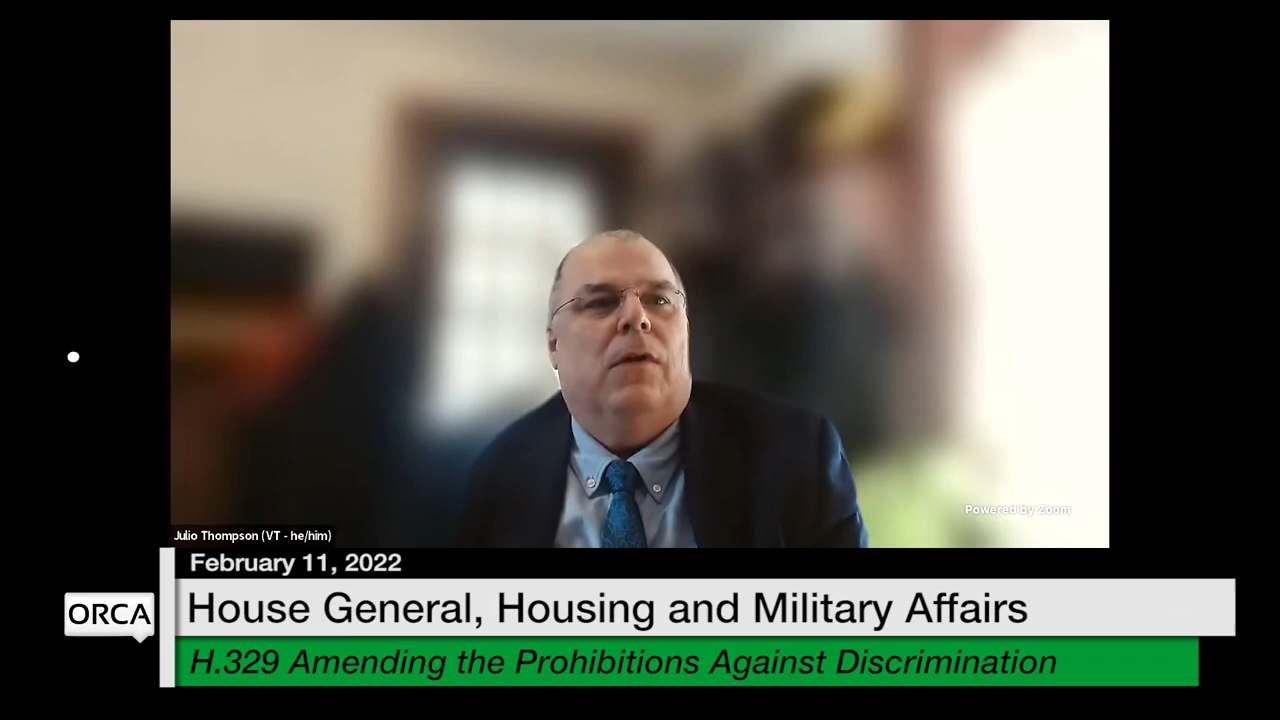 Powered by Zoom
Julio Thompson (VT - he/him)
February 11, 2022
ORCA
House General, Housing and Military Affairs
H.329 Amending the Prohibitions Against Discrimination